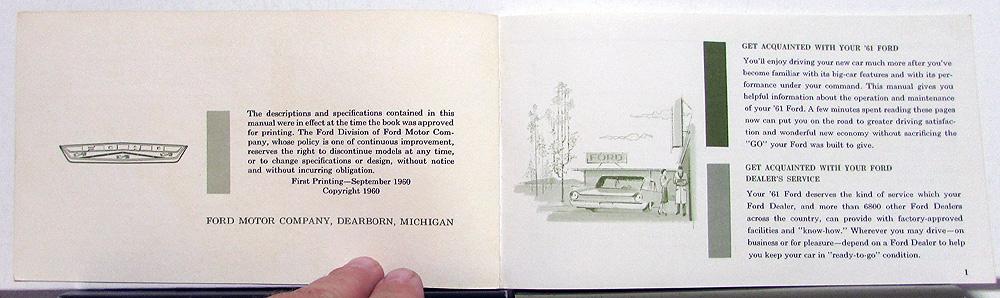 The descriptions and specifications contained in this
manual were in effect at the time the book was approved
for printing. The Ford Division of Ford Motor Com-
pany, whose policy is one of continuous improvement,
reserves the right to discontinue models at any time,
or to change specifications or design, without notice
and without incurring obligation.
First Printing—September 1960
Copyright 1960
FORD MOTOR COMPANY, DEARBORN, MICHIGAN
FORD
GET ACQUAINTED WITH YOUR '61 FORD
You'll enjoy driving your new car much more after you've
become familiar with its big-car features and with its per-
formance under your command. This manual gives you
helpful information about the operation and maintenance
of your '61 Ford. A few minutes spent reading these pages
now can put you on the road to greater driving satisfac-
tion and wonderful new economy without sacrificing the
"GO" your Ford was built to give.
GET ACQUAINTED WITH YOUR FORD
DEALER'S SERVICE
Your '61 Ford deserves the kind of service which your
Ford Dealer, and more than 6800 other Ford Dealers
across the country, can provide with factory-approved
facilities and "know-how." Wherever you may drive—on
business or for pleasure—depend on a Ford Dealer to help
you keep your car in "ready-to-go" condition.
1